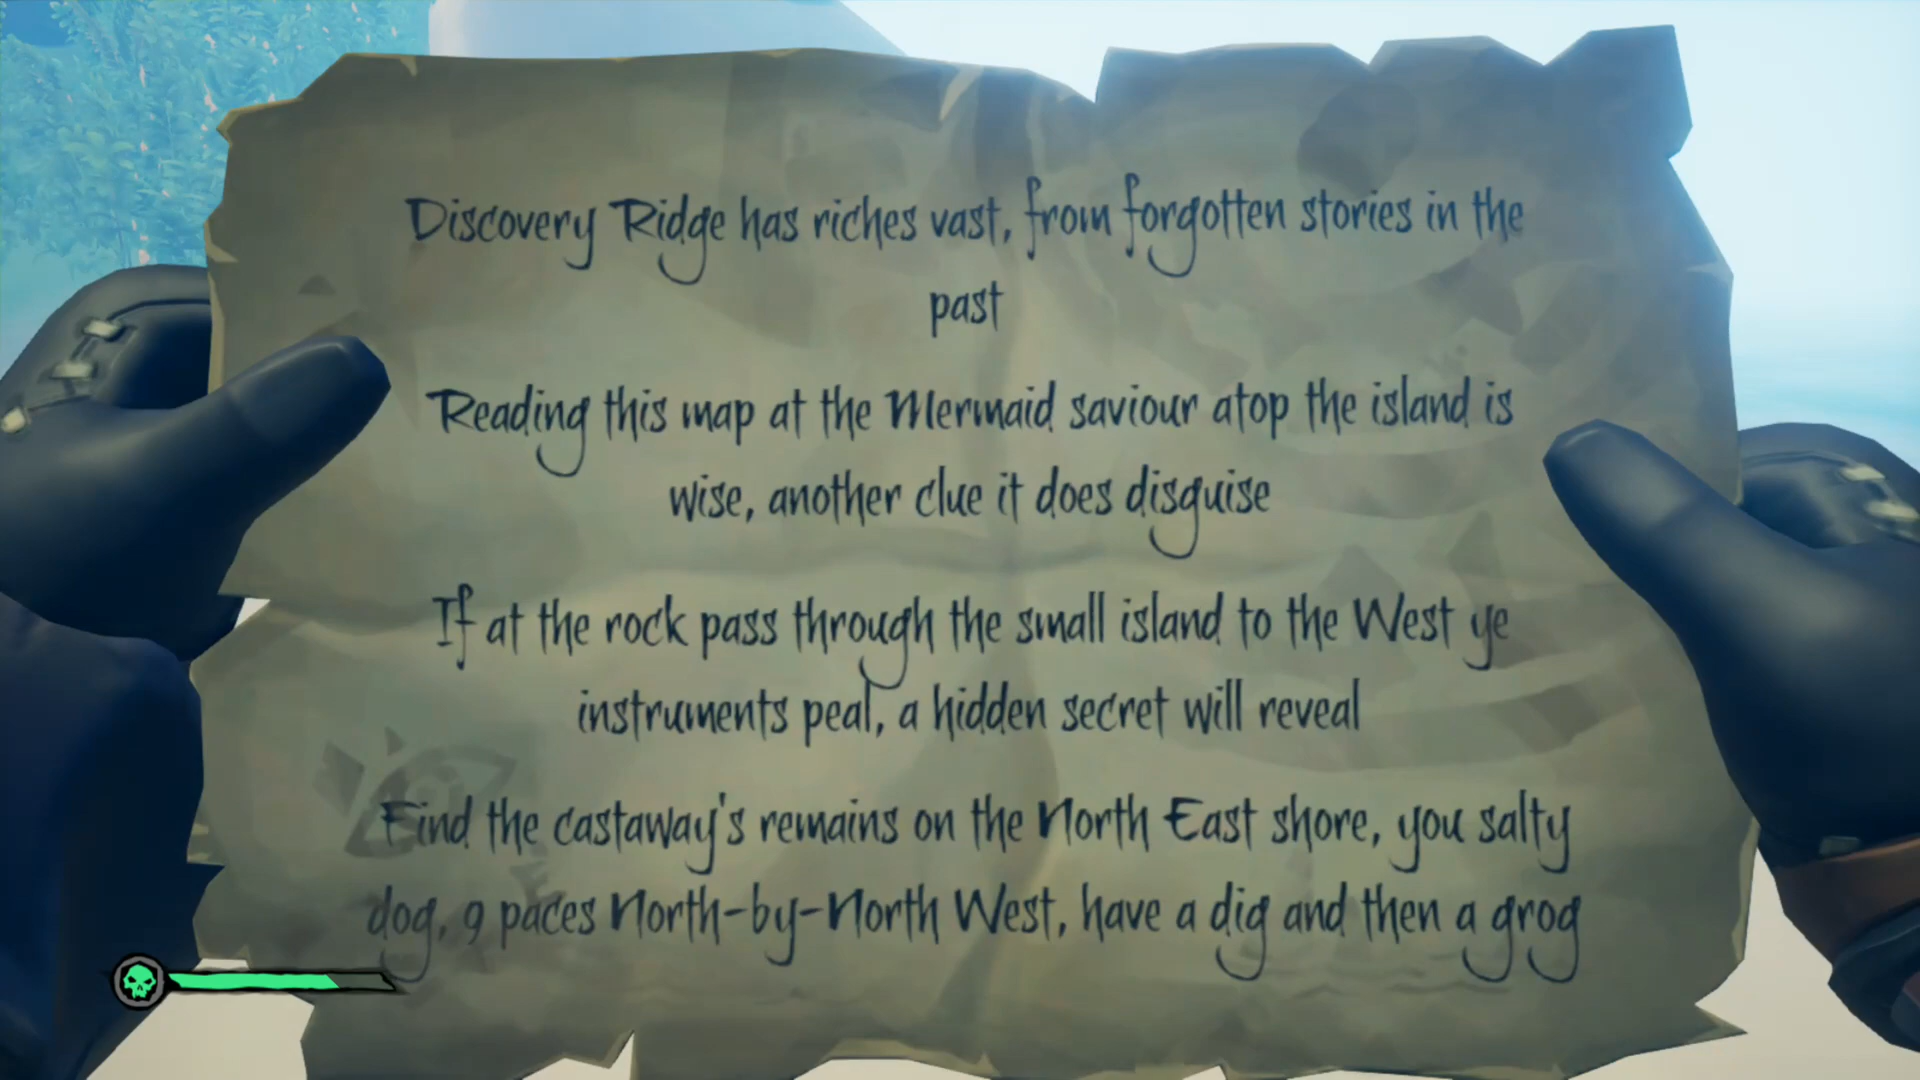 Discovery Ridge has riches vast, from forgotten stories in the
past
Reading this map at the Mermaid saviour atop the island is
wise, another clue it does disguise
If at the rock pass through the small island to the West ye
instruments peal, a hidden secret will reveal
Find the castaway's remains on the North East shore, you salty
dog, 9 paces North-by-North West, have a dig and then a grog